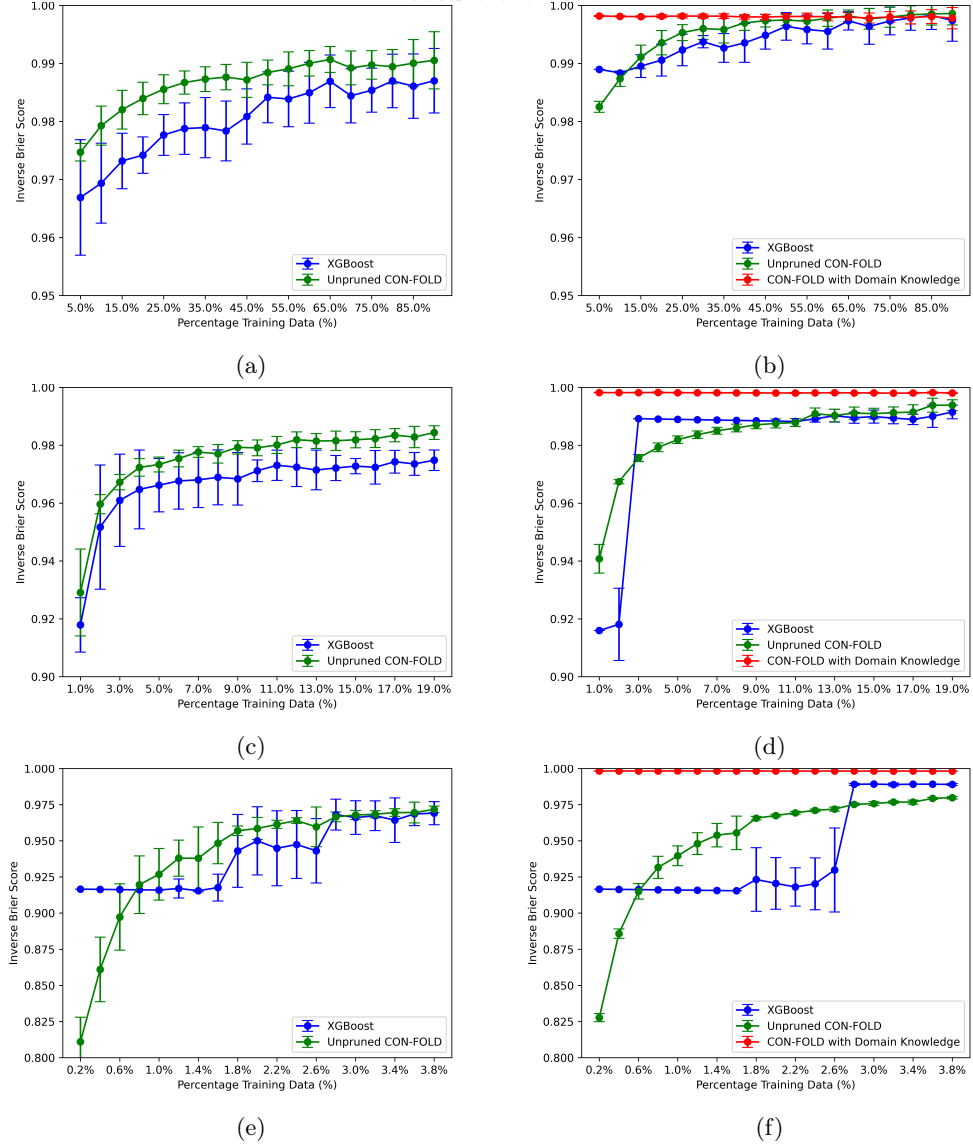 1.00
0.99
0.98
0.97
0.96
0.95
Inverse Brier Score
XGBoost
Unpruned CON-FOLD
5.0% 15.0% 20.0% 25.0% 35.0% 45.0% 55.0% 65.0% 75.0% 85.0%
Percentage Training Data (%)
(a)
1.00
0.99
0.98
0.97
0.96
0.95
Inverse Brier Score
XGBoost
Unpruned CON-FOLD
CON-FOLD with Domain Knowledge
5.0% 15.0% 25.0% 35.0% 45.0% 55.0% 65.0% 75.0% 85.0%
Percentage Training Data (%)
(b)
1.00
0.98
0.96
0.94
0.92
0.90
Inverse Brier Score
XGBoost
Unpruned CON-FOLD
1.0% 3.0% 5.0% 7.0% 9.0% 11.0% 13.0% 15.0% 17.0% 19.0%
Percentage Training Data (%)
(c)
1.00
0.98
0.96
0.94
0.92
0.90
Inverse Brier Score
XGBoost
Unpruned CON-FOLD
CON-FOLD with Domain Knowledge
1.0% 3.0% 5.0% 7.0% 9.0% 11.0% 13.0% 15.0% 17.0% 19.0%
Percentage Training Data (%)
(d)
1.000
0.975
0.950
0.925
0.900
0.875
0.850
0.825
0.800
Inverse Brier Score
XGBoost
Unpruned CON-FOLD
0.2% 0.6% 1.0% 1.4% 1.8% 2.2% 2.6% 3.0% 3.4% 3.8%
Percentage Training Data (%)
(e)
1.000
0.975
0.950
0.925
0.900
0.875
0.850
0.825
0.800
Inverse Brier Score
XGBoost
Unpruned CON-FOLD
CON-FOLD with Domain Knowledge
0.2% 0.6% 1.0% 1.4% 1.8% 2.2% 2.6% 3.0% 3.4% 3.8%
Percentage Training Data (%)
(f)